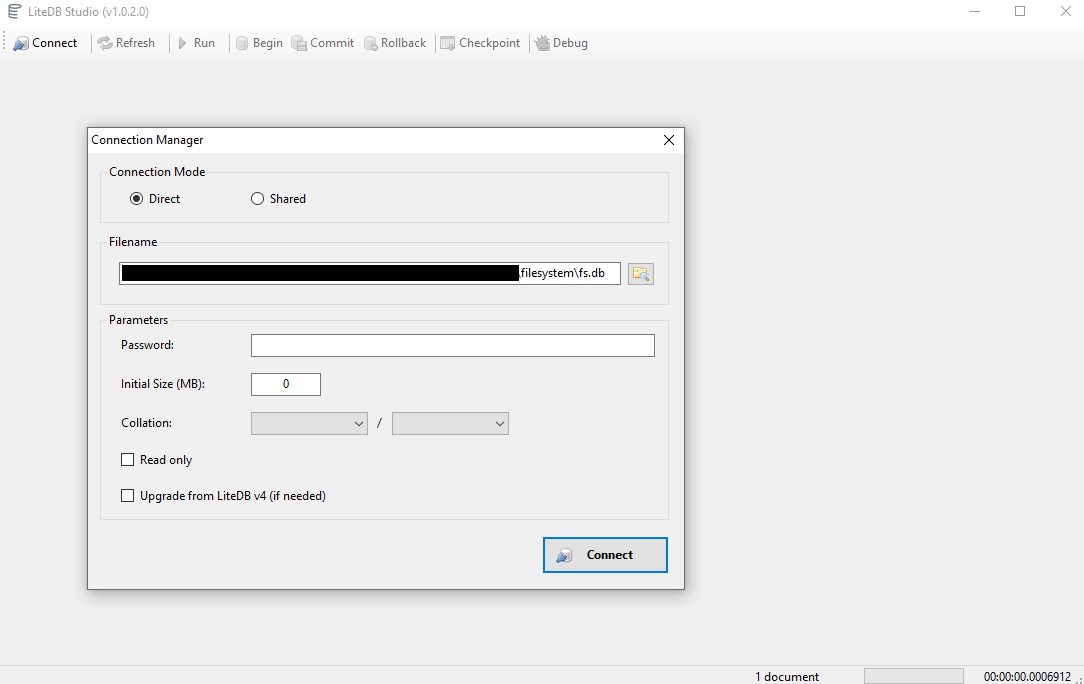 LiteDB Studio (v1.0.2.0)
Connect Refresh Run Begin Commit Rollback Checkpoint Debug
Connection Manager
Connection Mode
Direct Shared
Filename
\filesystem\fs.db
Parameters
Password:
Initial Size (MB): 0
Collation: /
Read only
Upgrade from LiteDB v4 (if needed)
Connect
1 document 00:00:00.0006912